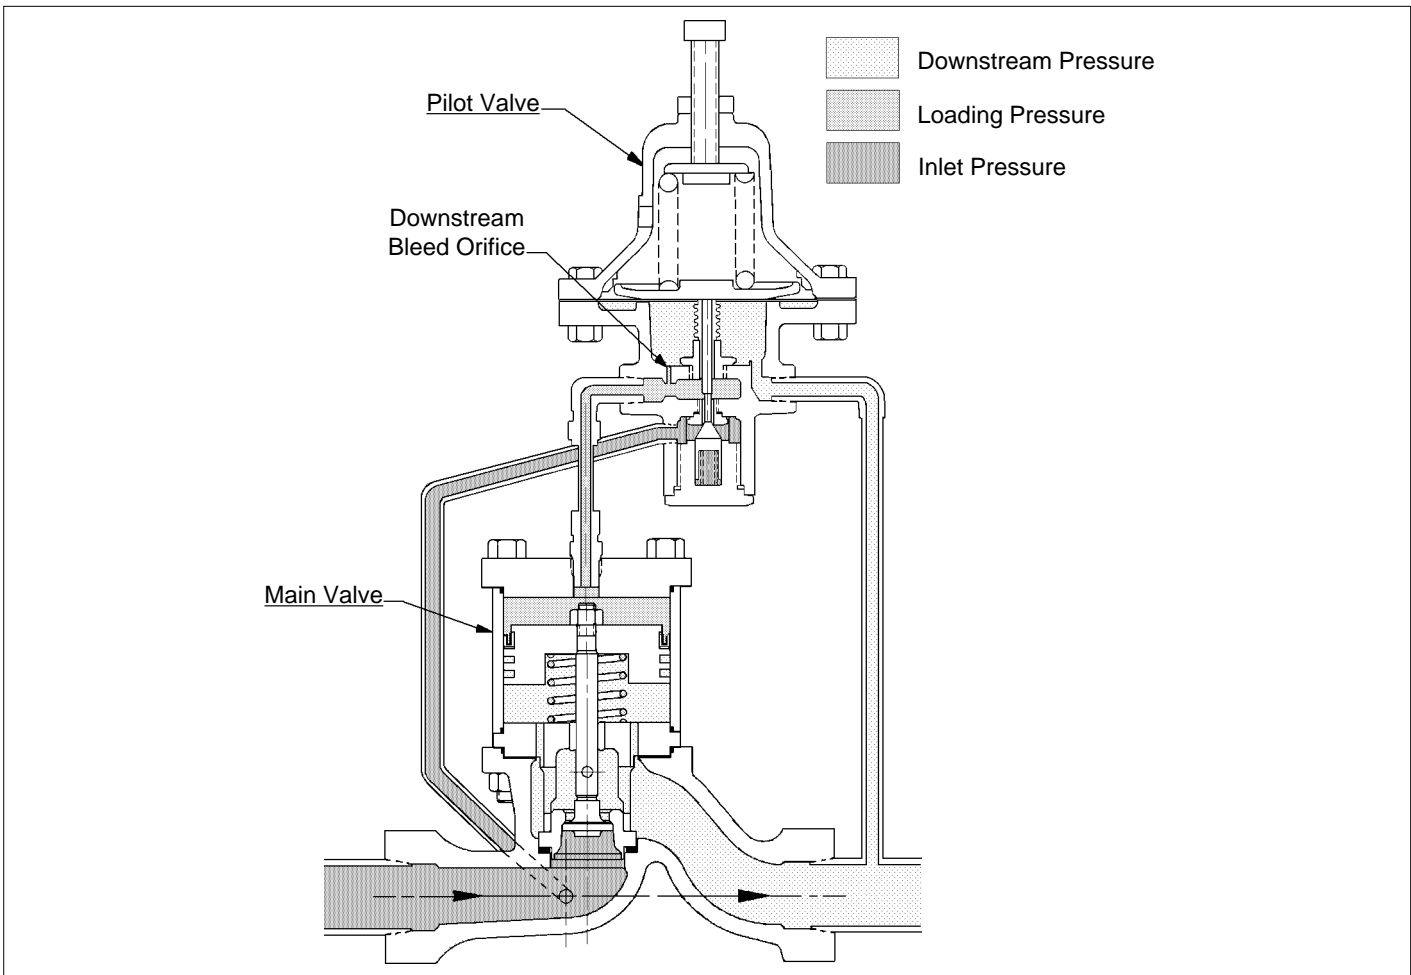 Pilot Valve
Downstream
Bleed Orifice
Main Valve
Downstream Pressure
Loading Pressure
Inlet Pressure